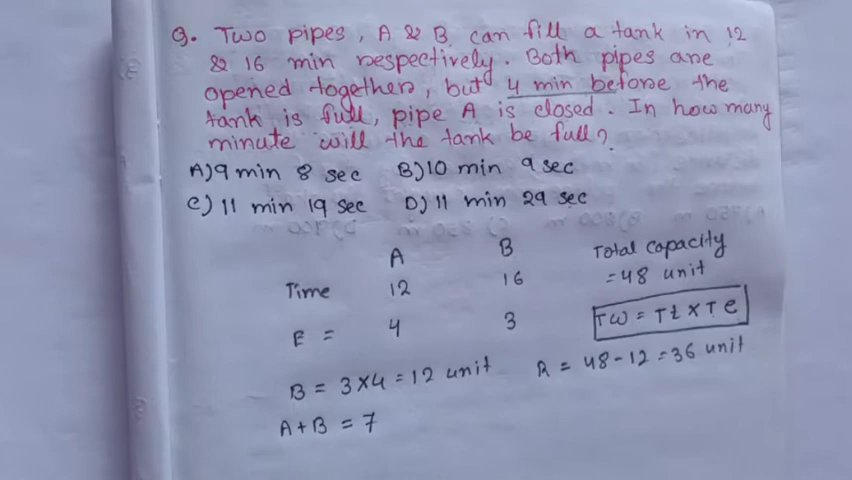 Q. Two pipes, A & B can fill a tank in 12
& 16 min respectively. Both pipes are
opened together, but 4 min before the
tank is full, pipe A is closed. In how many
minute will the tank be full?
A) 9 min 8 sec B) 10 min 9 sec
C) 11 min 19 sec D) 11 min 29 sec
A B Total Capacity
Time 12 16 = 48 unit
E = 4 3 TW = Tt × TE
B = 3×4 = 12 unit R = 48-12 = 36 unit
A+B = 7